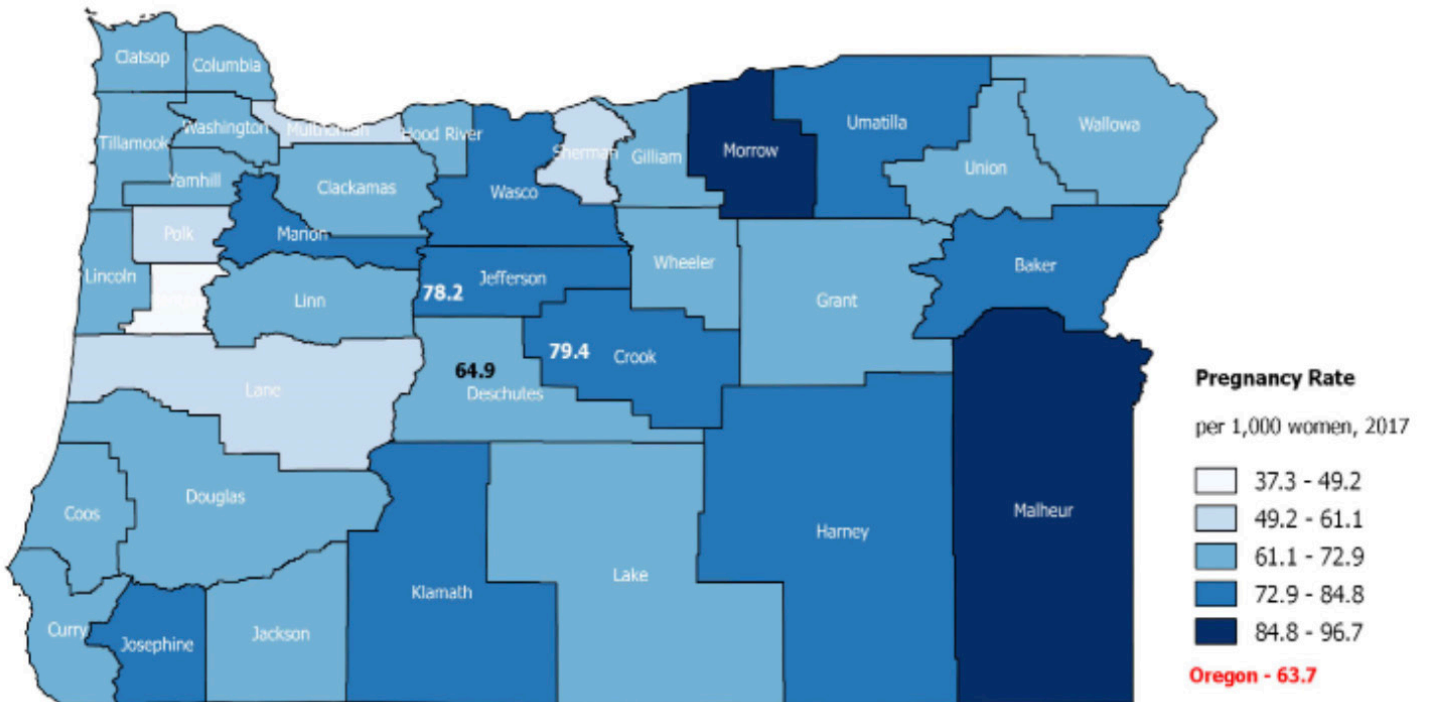 Clatsop
Columbia
Tillamook
Washington
Multnomah
Hood River
Sherman
Gilliam
Morrow
Umatilla
Wallowa
Union
Yamhill
Clackamas
Wasco
Polk
Marion
Lincoln
Linn
Jefferson
78.2
Wheeler
Grant
Baker
79.4
Crook
64.9
Deschutes
Lane
Douglas
Coos
Curry
Josephine
Jackson
Klamath
Lake
Harney
Malheur
Pregnancy Rate
per 1,000 women, 2017
37.3 - 49.2
49.2 - 61.1
61.1 - 72.9
72.9 - 84.8
84.8 - 96.7
Oregon - 63.7